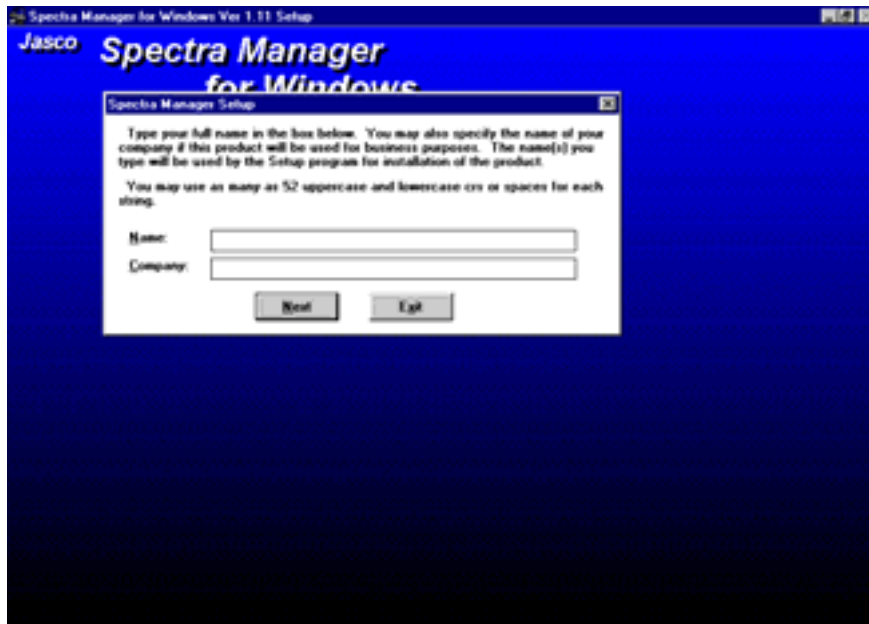 Spectra Manager for Windows Ver 1.11 Setup
Jasco
Spectra Manager
for Windows
Spectra Manager Setup
Type your full name in the box below. You may also specify the name of your
company if this product will be used for business purposes. The name(s) you
type will be used by the Setup program for installation of the product.
You may use as many as 52 uppercase and lowercase crs or spaces for each
string.
Name:
Company:
Next
Exit